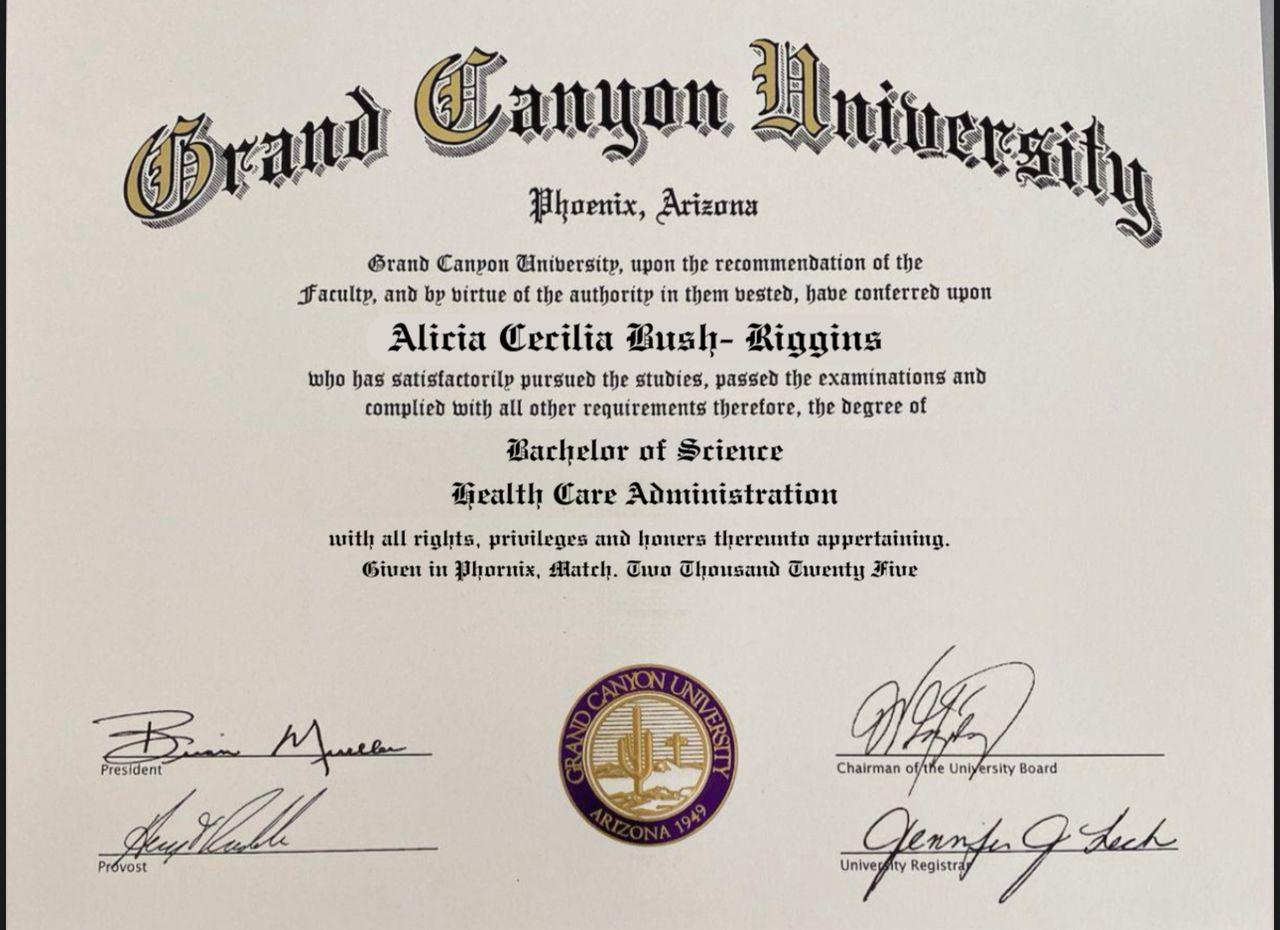 Grand Canyon University
Phoenix, Arizona
Grand Canyon University, upon the recommendation of the
Faculty, and by virtue of the authority in them vested, have conferred upon
Alicia Cecilia Bush- Riggins
who has satisfactorily pursued the studies, passed the examinations and
complied with all other requirements therefore, the degree of
Bachelor of Science
Health Care Administration
with all rights, privileges and honers thereunto appertaining.
Given in Phornix, Match. Two Thousand Twenty Five
GRAND CANYON UNIVERSITY
ARIZONA 1949
Brian Mueller
President
Chairman of the University Board
Provost
Jennifer J Lech
University Registrar